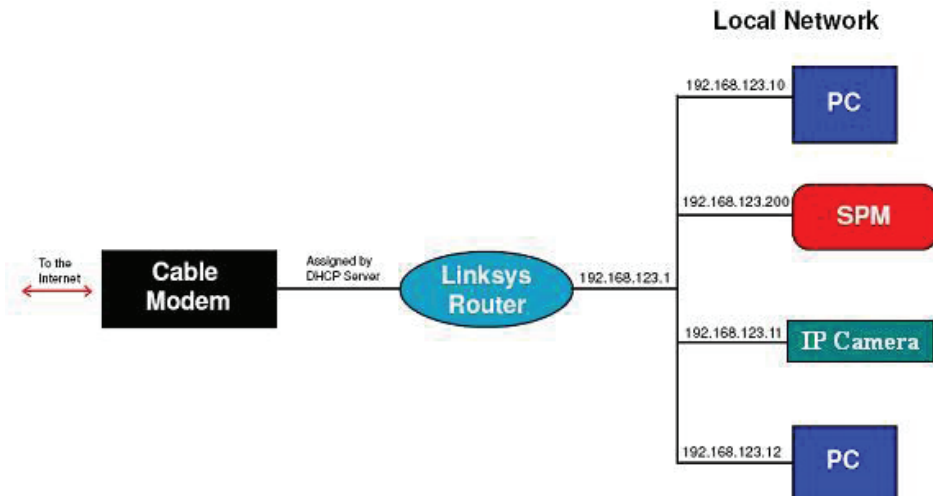 Local Network
192.168.123.10
PC
192.168.123.200
SPM
To the
Internet
Cable
Modem
Assigned by
DHCP Server
Linksys
Router
192.168.123.1
192.168.123.11
IP Camera
192.168.123.12
PC